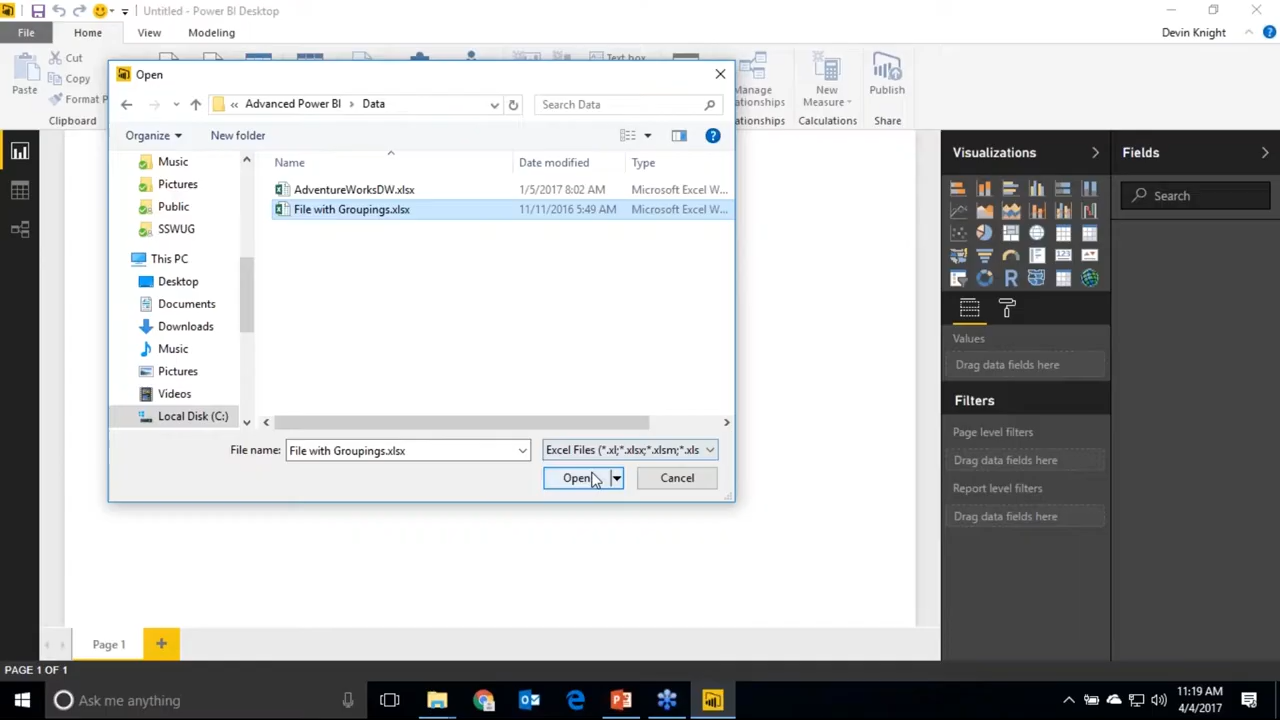 Untitled - Power BI Desktop
File
Home
View
Modeling
Devin Knight
Paste
Cut
Copy
Format P
Clipboard
Text box
Manage
ationships
ationships
New
Measure
Calculations
Publish
Share
Open
« Advanced Power BI > Data
Search Data
Organize
New folder
Music
Pictures
Public
SSWUG
This PC
Desktop
Documents
Downloads
Music
Pictures
Videos
Local Disk (C:)
Name Date modified Type
AdventureWorksDW.xlsx 1/5/2017 8:02 AM Microsoft Excel W...
File with Groupings.xlsx 11/11/2016 5:49 AM Microsoft Excel W...
File name: File with Groupings.xlsx
Excel Files (*.xl;*.xlsx;*.xlsm;*.xls
Open
Cancel
Visualizations
R
Values
Drag data fields here
Filters
Page level filters
Drag data fields here
Report level filters
Drag data fields here
Fields
Search
Page 1
PAGE 1 OF 1
Ask me anything
11:19 AM
4/4/2017